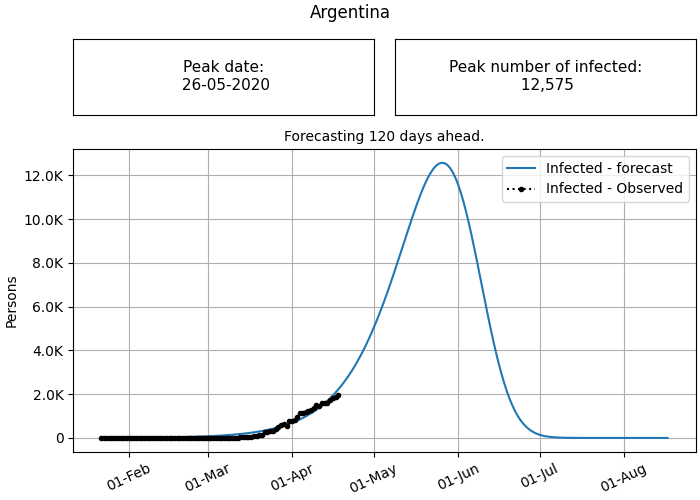 Argentina
Peak date:
26-05-2020
Peak number of infected:
12,575
Forecasting 120 days ahead.
Infected - forecast
Infected - Observed
12.0K
10.0K
8.0K
6.0K
4.0K
2.0K
0
Persons
01-Feb
01-Mar
01-Apr
01-May
01-Jun
01-Jul
01-Aug